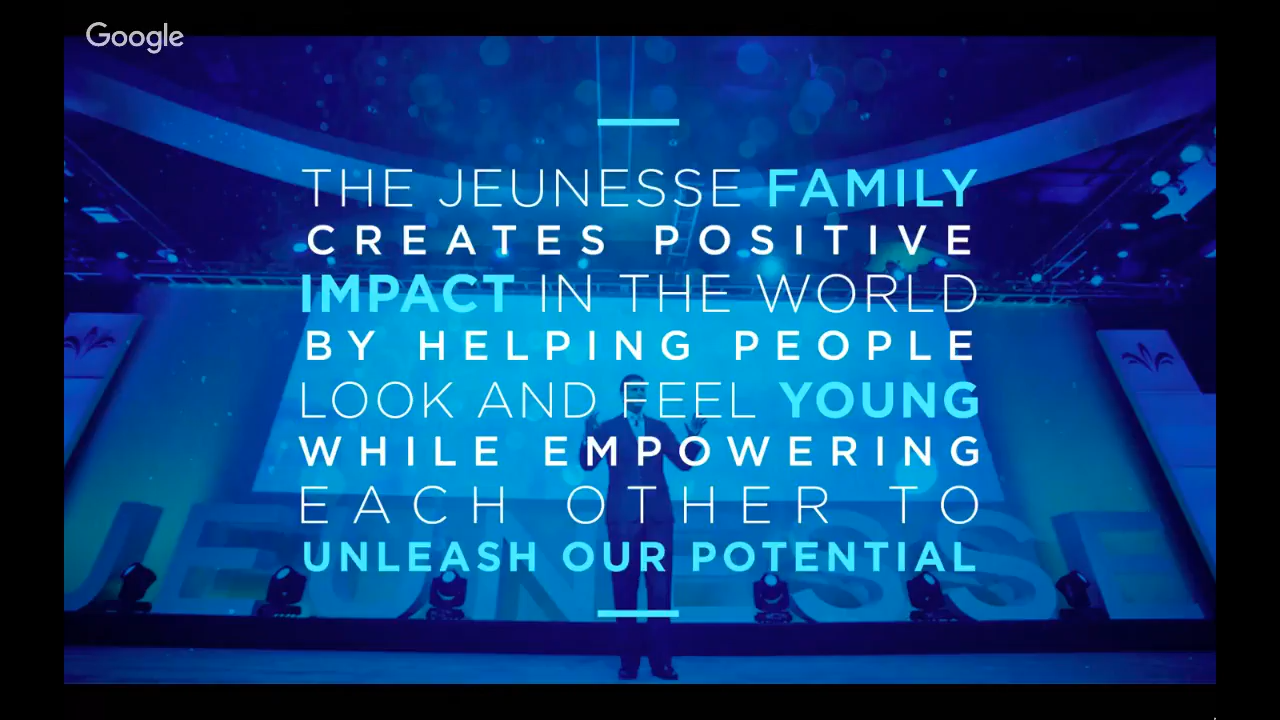 Google
THE JEUNESSE FAMILY
CREATES POSITIVE
IMPACT IN THE WORLD
BY HELPING PEOPLE
LOOK AND FEEL YOUNG
WHILE EMPOWERING
EACH OTHER TO
UNLEASH OUR POTENTIAL
JEUNESSE